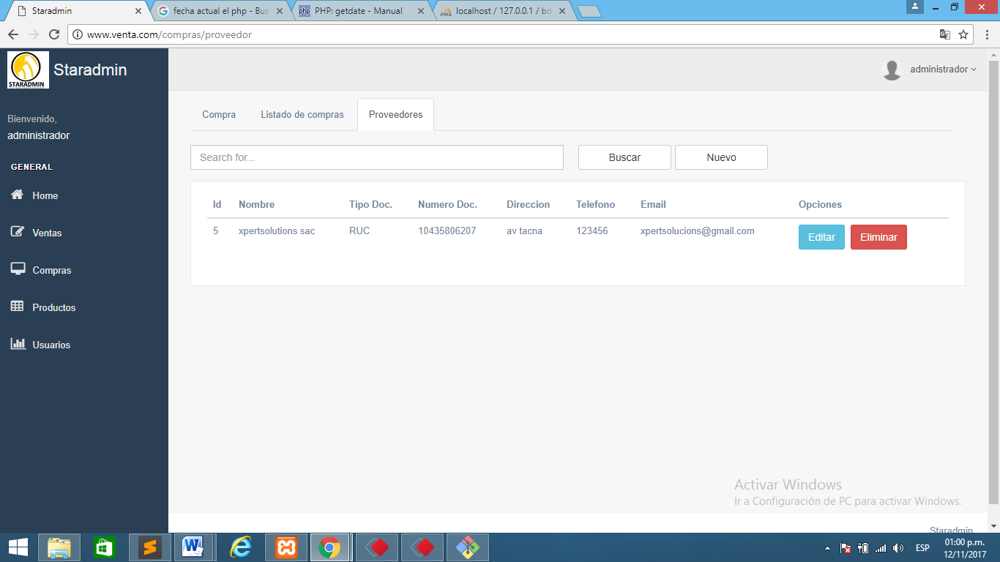 Staradmin
fecha actual el php - Bus
PHP: getdate - Manual
localhost / 127.0.0.1 / bd
www.venta.com/compras/proveedor
STARADMIN
Staradmin
administrador
Bienvenido,
administrador
GENERAL
Home
Ventas
Compras
Productos
Usuarios
Compra Listado de compras Proveedores
Search for... Buscar Nuevo
Id Nombre Tipo Doc. Numero Doc. Direccion Telefono Email Opciones
5 xpertsolutions sac RUC 10435806207 av tacna 123456 xpertsolucions@gmail.com Editar Eliminar
Activar Windows
Ir a Configuración de PC para activar Windows.
Staradmin
ESP
01:00 p.m.
12/11/2017